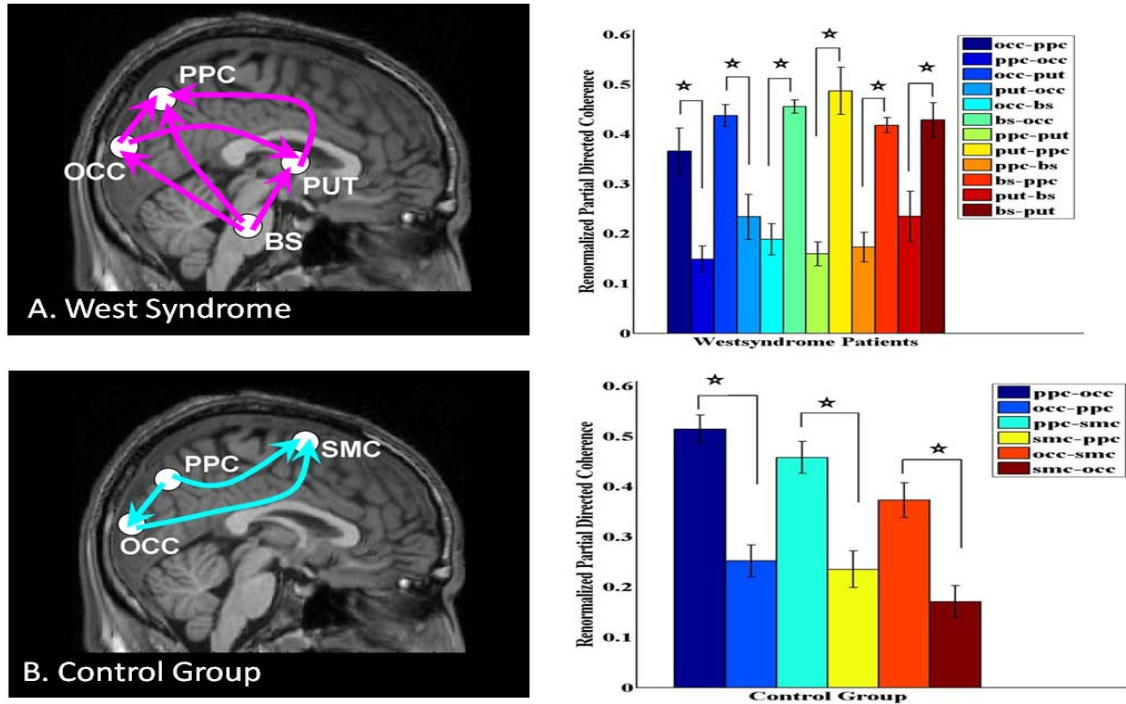 PPC
OCC
PUT
BS
A. West Syndrome
Renormalized Partial Directed Coherence
0.6
0.5
0.4
0.3
0.2
0.1
0
Westsyndrome Patients
occ-ppc
ppc-occ
occ-put
put-occ
occ-bs
bs-occ
ppc-put
put-ppc
ppc-bs
bs-ppc
put-bs
bs-put
SMC
PPC
OCC
B. Control Group
Renormalized Partial Directed Coherence
0.6
0.5
0.4
0.3
0.2
0.1
0
Control Group
ppc-occ
occ-ppc
ppc-smc
smc-ppc
occ-smc
smc-occ